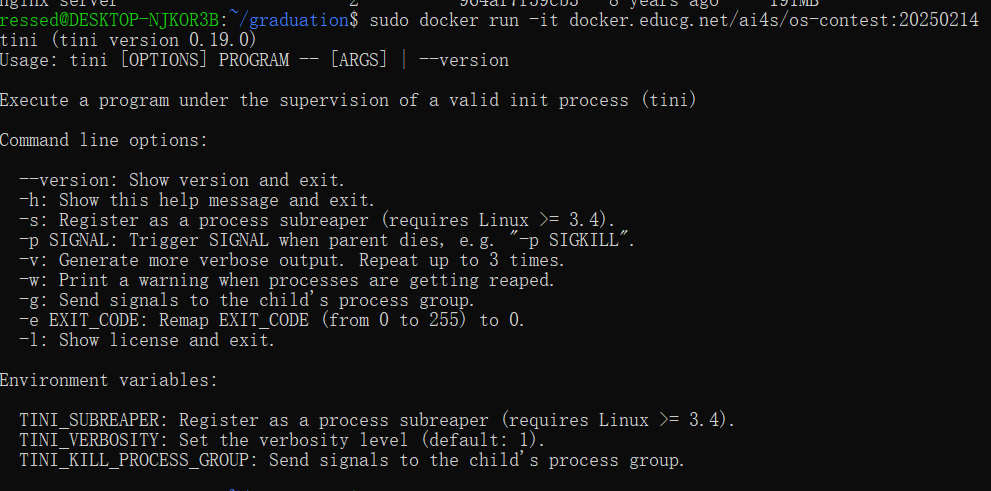 nginx server 2 904af7f59cb3 8 years ago 191MB
ressed@DESKTOP-NJKOR3B:~/graduation$ sudo docker run -it docker.educg.net/ai4s/os-contest:20250214
tini (tini version 0.19.0)
Usage: tini [OPTIONS] PROGRAM -- [ARGS] | --version
Execute a program under the supervision of a valid init process (tini)
Command line options:
--version: Show version and exit.
-h: Show this help message and exit.
-s: Register as a process subreaper (requires Linux >= 3.4).
-p SIGNAL: Trigger SIGNAL when parent dies, e.g. "-p SIGKILL".
-v: Generate more verbose output. Repeat up to 3 times.
-w: Print a warning when processes are getting reaped.
-g: Send signals to the child's process group.
-e EXIT_CODE: Remap EXIT_CODE (from 0 to 255) to 0.
-l: Show license and exit.
Environment variables:
TINI_SUBREAPER: Register as a process subreaper (requires Linux >= 3.4).
TINI_VERBOSITY: Set the verbosity level (default: 1).
TINI_KILL_PROCESS_GROUP: Send signals to the child's process group.